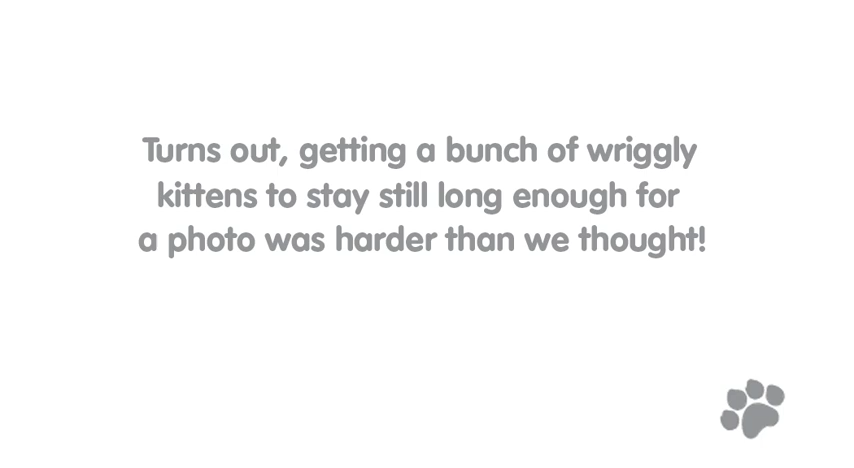 Turns out, getting a bunch of wriggly
kittens to stay still long enough for
a photo was harder than we thought!